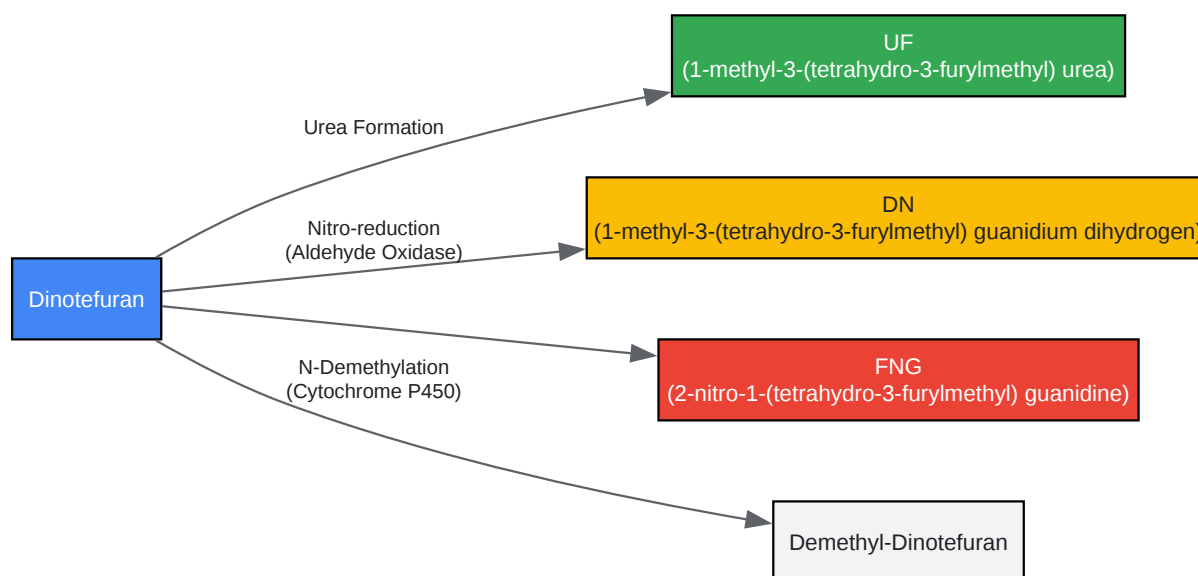 UF
(1-methyl-3-(tetrahydro-3-furylmethyl) urea)
Urea Formation
DN
(1-methyl-3-(tetrahydro-3-furylmethyl) guanidium dihydrogen)
Nitro-reduction
(Aldehyde Oxidase)
Dinotefuran
FNG
(2-nitro-1-(tetrahydro-3-furylmethyl) guanidine)
N-Demethylation
(Cytochrome P450)
Demethyl-Dinotefuran